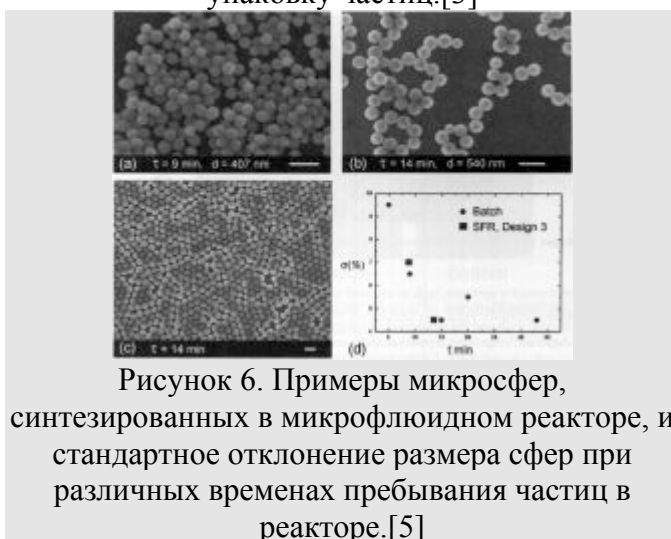 упаковку частиц.[5]
(a) τ = 9 min, d = 407 nm
(b) τ = 14 min, d = 540 nm
Batch
SFR, Design 3
σ(%)
(c) τ = 14 min
(d)
τ min
Рисунок 6. Примеры микросфер,
синтезированных в микрофлюидном реакторе, и
стандартное отклонение размера сфер при
различных временах пребывания частиц в
реакторе.[5]